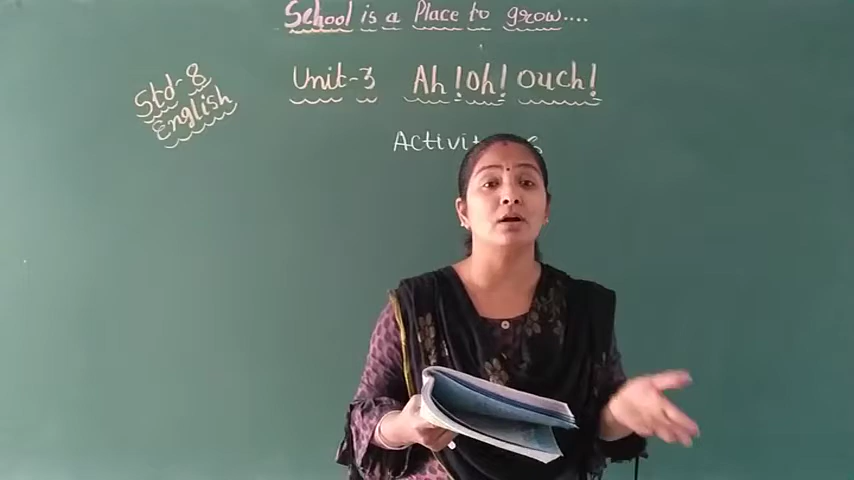 School is a Place to grow....
Std-8
English
Unit-3 Ah!oh! ouch!